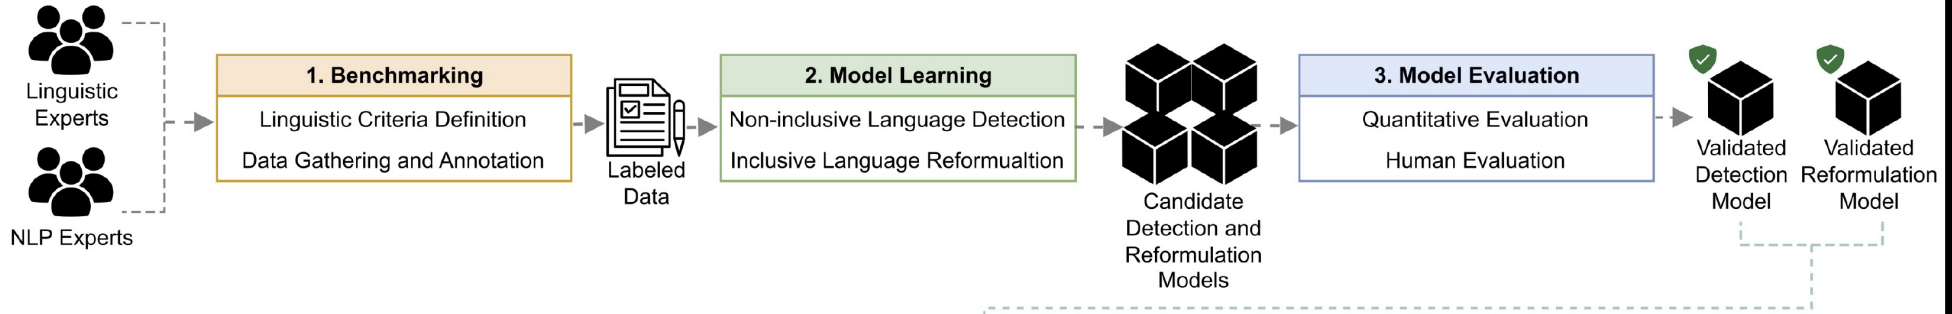 Linguistic
Experts
NLP Experts
1. Benchmarking
Linguistic Criteria Definition
Data Gathering and Annotation
Labeled
Data
2. Model Learning
Non-inclusive Language Detection
Inclusive Language Reformualtion
Candidate
Detection and
Reformulation
Models
3. Model Evaluation
Quantitative Evaluation
Human Evaluation
Validated
Detection
Model
Validated
Reformulation
Model